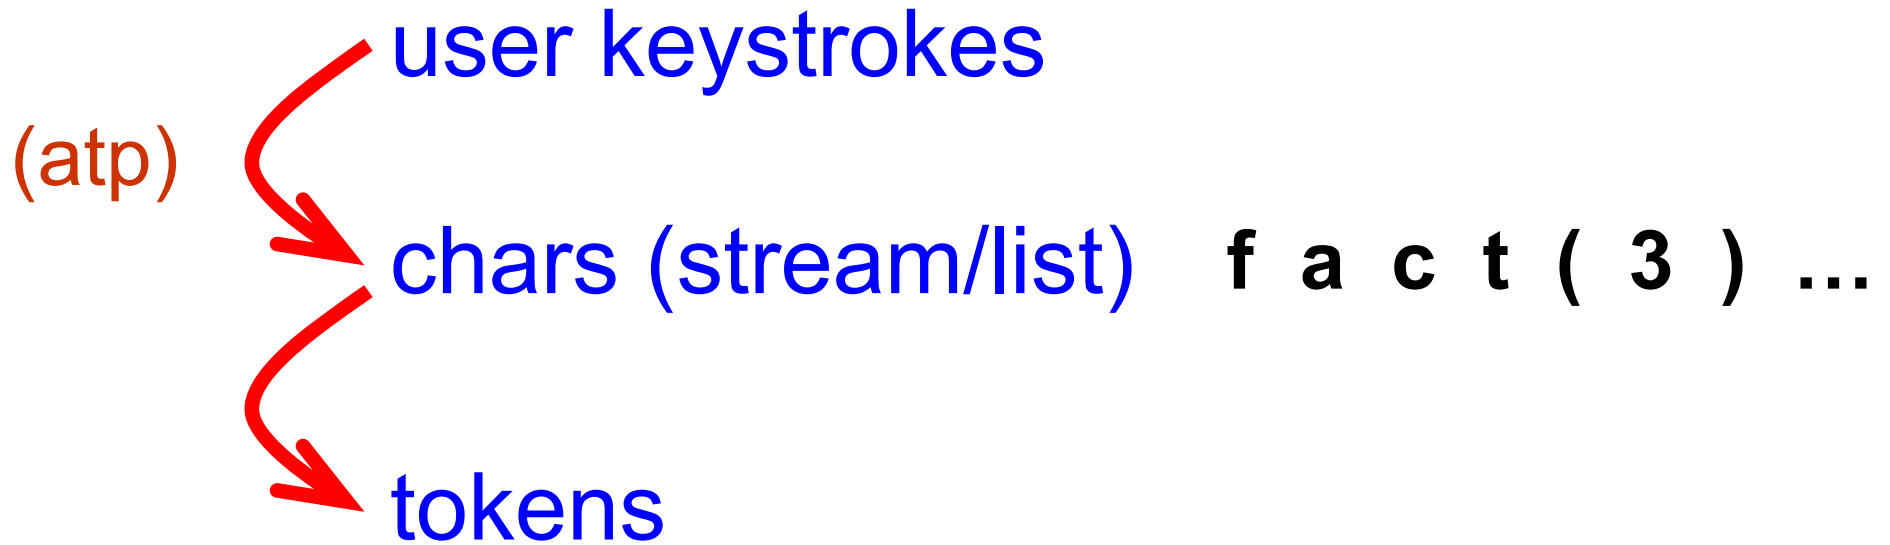 user keystrokes
(atp)
chars (stream/list) f a c t ( 3 ) ...
tokens